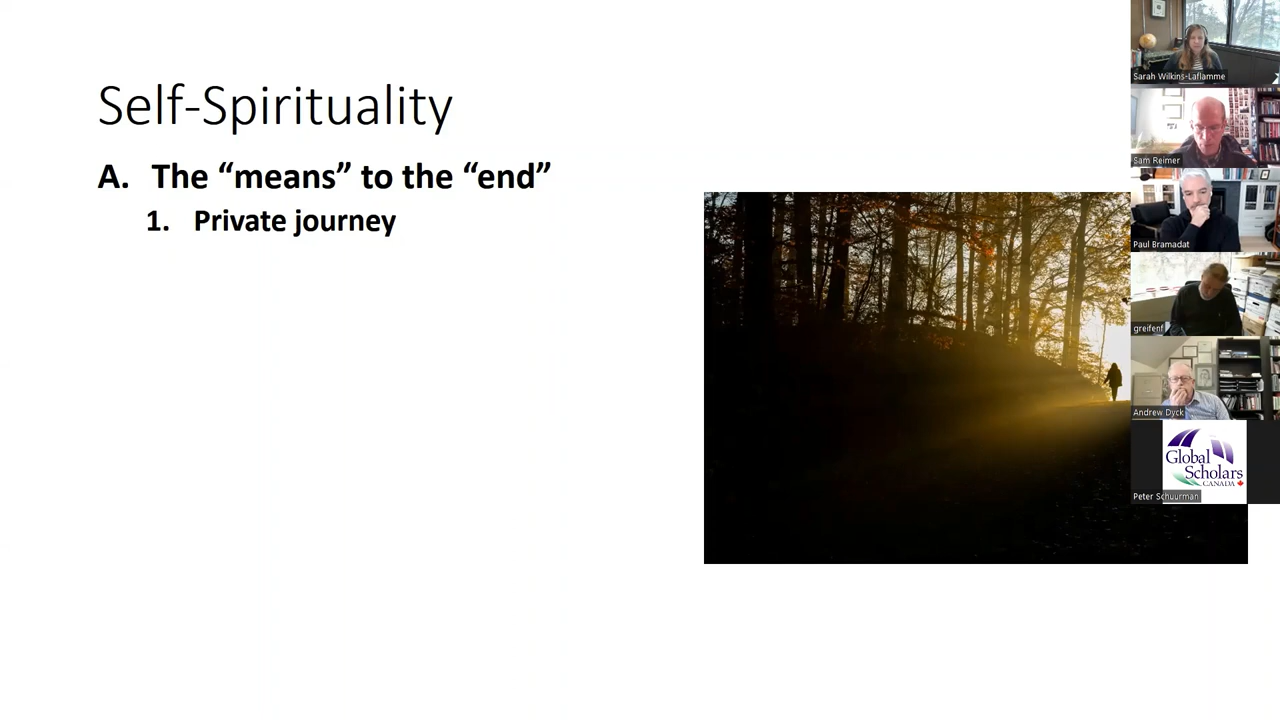 Self-Spirituality
A. The “means” to the “end”
1. Private journey
Sarah Wilkins-Laflamme
Sam Reimer
Paul Bramadat
greifenf
Andrew Dyck
Global
Scholars
CANADA
Peter Schuurman